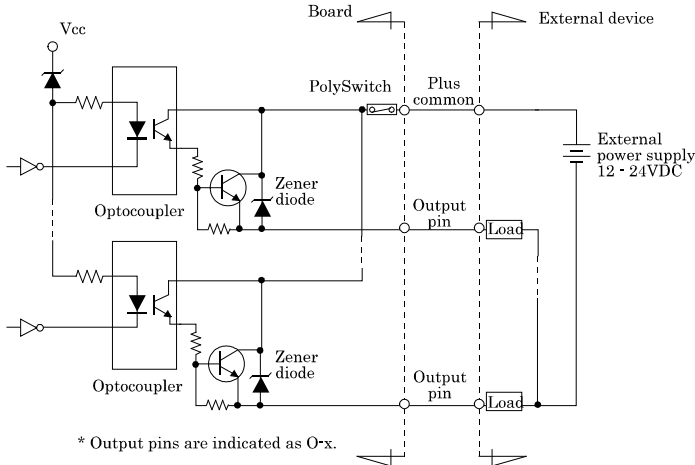 Board
External device
Vcc
PolySwitch
Plus
common
External
power supply
12 - 24VDC
Zener
diode
Optocoupler
Output
pin
Load
Zener
diode
Optocoupler
Output
pin
Load
* Output pins are indicated as O-x.